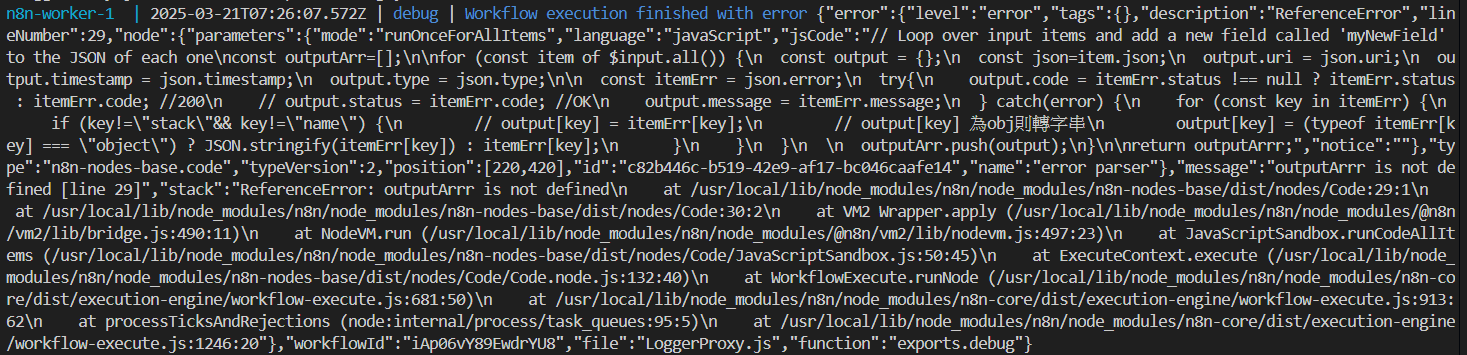 n8n-worker-1  | 2025-03-21T07:26:07.572Z | debug | Workflow execution finished with error {"error":{"level":"error","tags":{},"description":"ReferenceError","lin
eNumber":29,"node":{"parameters":{"mode":"runOnceForAllItems","language":"javaScript","jsCode":"// Loop over input items and add a new field called 'myNewField'
to the JSON of each one\nconst outputArr=[];\n\nfor (const item of $input.all()) {\n  const output = {};\n  const json=item.json;\n  output.uri = json.uri;\n  ou
tput.timestamp = json.timestamp;\n  output.type = json.type;\n\n  const itemErr = json.error;\n  try{\n    output.code = itemErr.status !== null ? itemErr.status
 : itemErr.code; //200\n    // output.status = itemErr.code; //OK\n    output.message = itemErr.message;\n  } catch(error) {\n    for (const key in itemErr) {\n
     if (key!=\"stack\"&& key!=\"name\") {\n        // output[key] = itemErr[key];\n        // output[key] 為obj則轉字串\n        output[key] = (typeof itemErr[k
ey] === \"object\") ? JSON.stringify(itemErr[key]) : itemErr[key];\n      }\n    }\n  }\n  \n  outputArr.push(output);\n}\n\nreturn outputArrr;","notice":""},"ty
pe":"n8n-nodes-base.code","typeVersion":2,"position":[220,420],"id":"c82b446c-b519-42e9-af17-bc046caafe14","name":"error parser"},"message":"outputArrr is not de
fined [line 29]","stack":"ReferenceError: outputArrr is not defined\n    at /usr/local/lib/node_modules/n8n/node_modules/n8n-nodes-base/dist/nodes/Code:29:1\n
 at /usr/local/lib/node_modules/n8n/node_modules/n8n-nodes-base/dist/nodes/Code:30:2\n    at VM2 Wrapper.apply (/usr/local/lib/node_modules/n8n/node_modules/@n8n
/vm2/lib/bridge.js:490:11)\n    at NodeVM.run (/usr/local/lib/node_modules/n8n/node_modules/@n8n/vm2/lib/nodevm.js:497:23)\n    at JavaScriptSandbox.runCodeAllIt
ems (/usr/local/lib/node_modules/n8n/node_modules/n8n-nodes-base/dist/nodes/Code/JavaScriptSandbox.js:50:45)\n    at ExecuteContext.execute (/usr/local/lib/node_
modules/n8n/node_modules/n8n-nodes-base/dist/nodes/Code/Code.node.js:132:40)\n    at WorkflowExecute.runNode (/usr/local/lib/node_modules/n8n/node_modules/n8n-co
re/dist/execution-engine/workflow-execute.js:681:50)\n    at /usr/local/lib/node_modules/n8n/node_modules/n8n-core/dist/execution-engine/workflow-execute.js:913:
62\n    at processTicksAndRejections (node:internal/process/task_queues:95:5)\n    at /usr/local/lib/node_modules/n8n/node_modules/n8n-core/dist/execution-engine
/workflow-execute.js:1246:20"},"workflowId":"iAp06vY89EwdrYU8","file":"LoggerProxy.js","function":"exports.debug"}